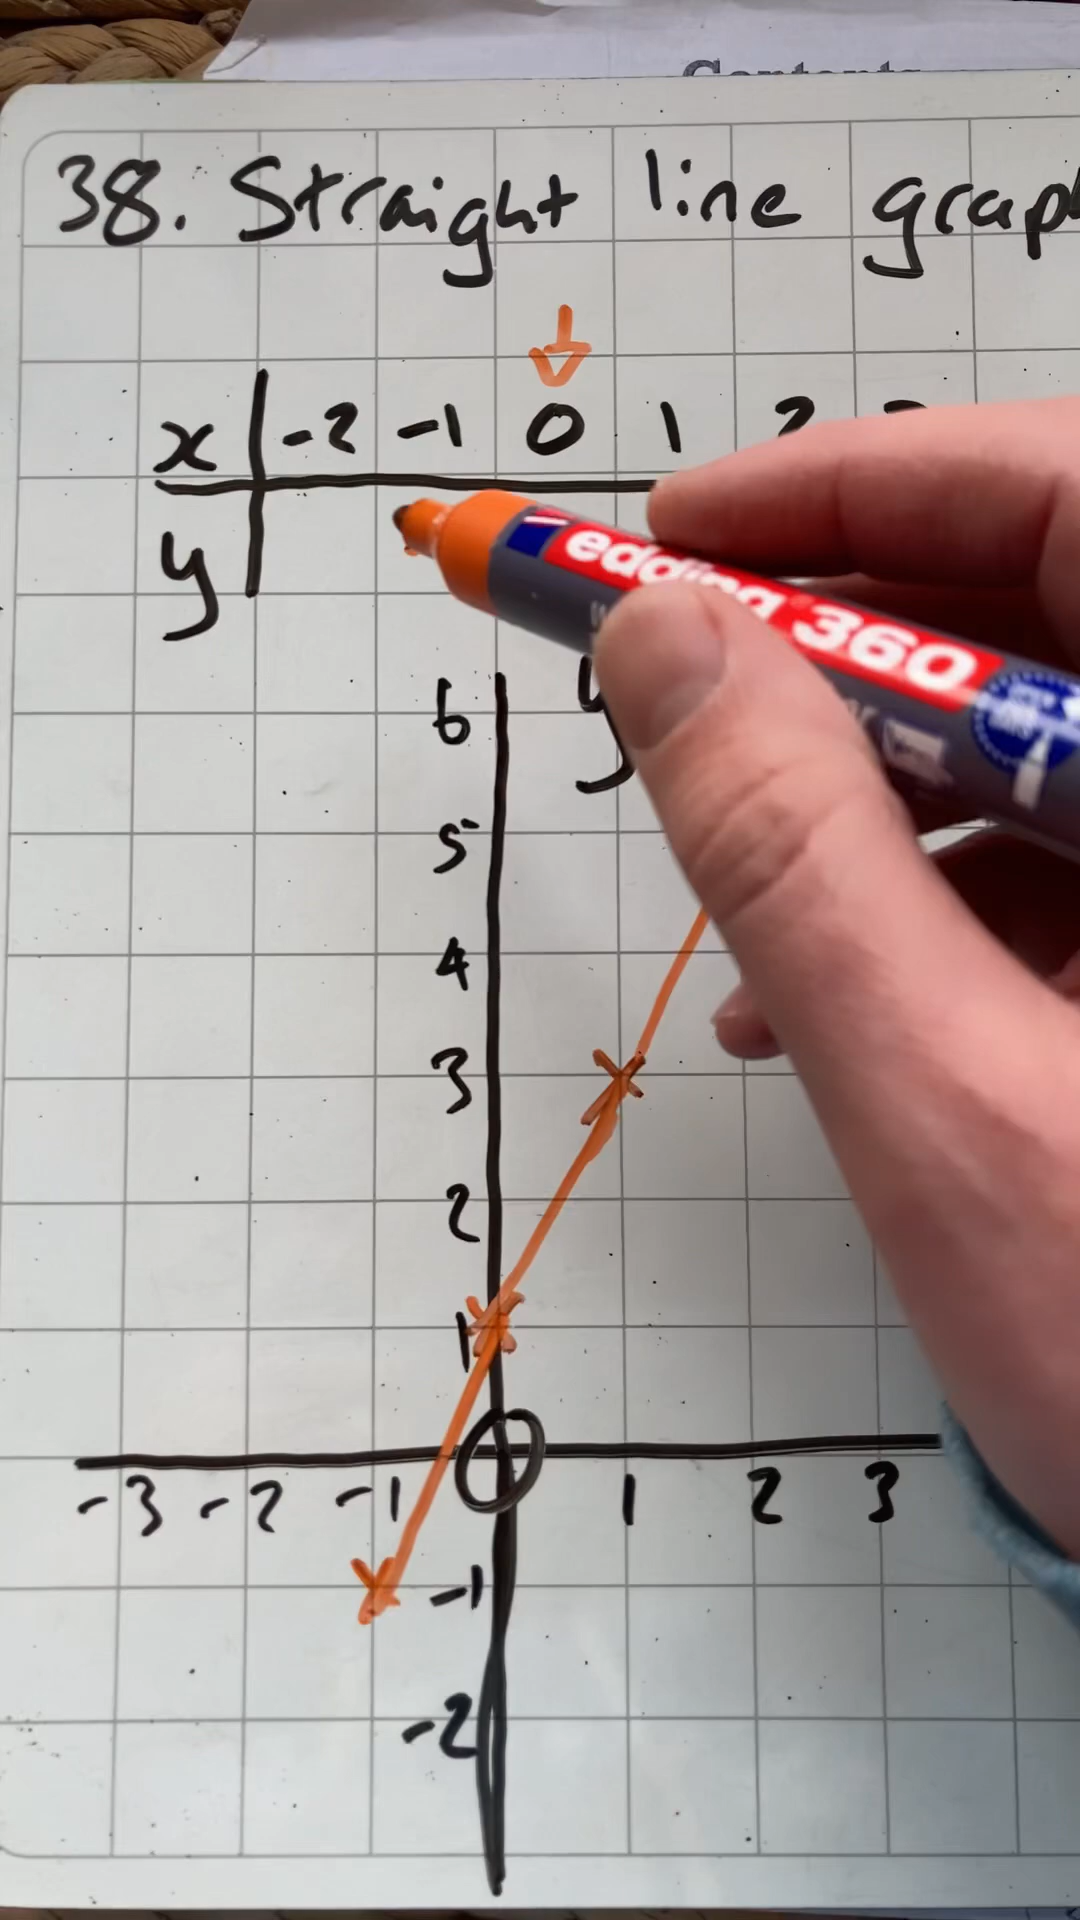 Contents
38. Straight line grap
x -2 -1 0 1 2
y
edding 360
6 y
5
4
3
2
1
-3 -2 -1 0 1 2 3
-1
-2